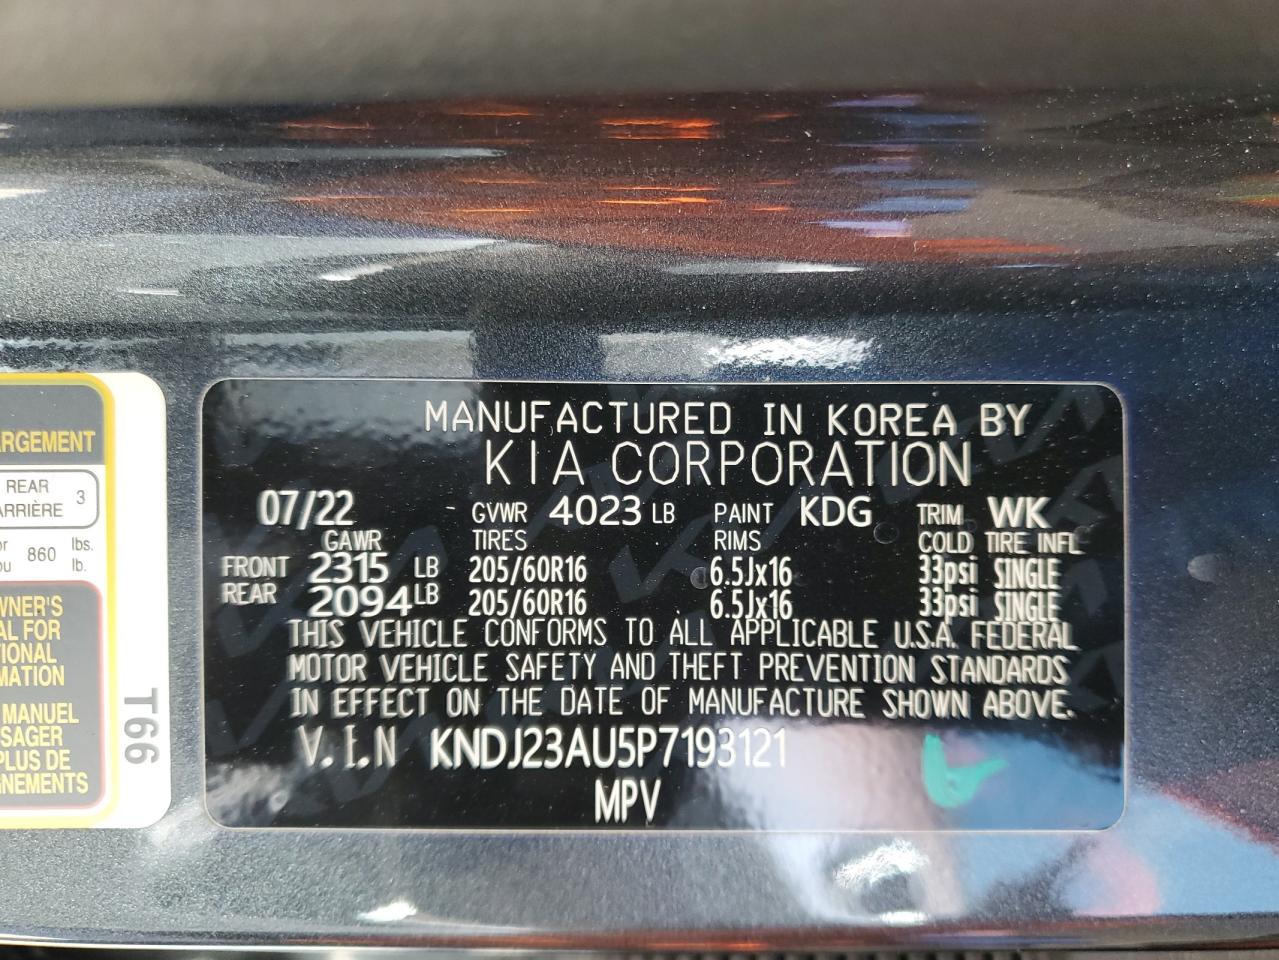 MANUFACTURED IN KOREA BY
KIA CORPORATION
07/22 GVWR 4023 LB PAINT KDG TRIM WK
GAWR TIRES RIMS COLD TIRE INFL
FRONT 2315 LB 205/60R16 6.5Jx16 33psi SINGLE
REAR 2094 LB 205/60R16 6.5Jx16 33psi SINGLE
THIS VEHICLE CONFORMS TO ALL APPLICABLE U.S.A. FEDERAL
MOTOR VEHICLE SAFETY AND THEFT PREVENTION STANDARDS
IN EFFECT ON THE DATE OF MANUFACTURE SHOWN ABOVE.
V.I.N KNDJ23AU5P7193121
MPV
ARGEMENT
REAR 3
ARRIÈRE
or 860 lbs.
ou lb.
WNER'S
AL FOR
IONAL
MATION
MANUEL
SAGER
PLUS DE
GNEMENTS
T66